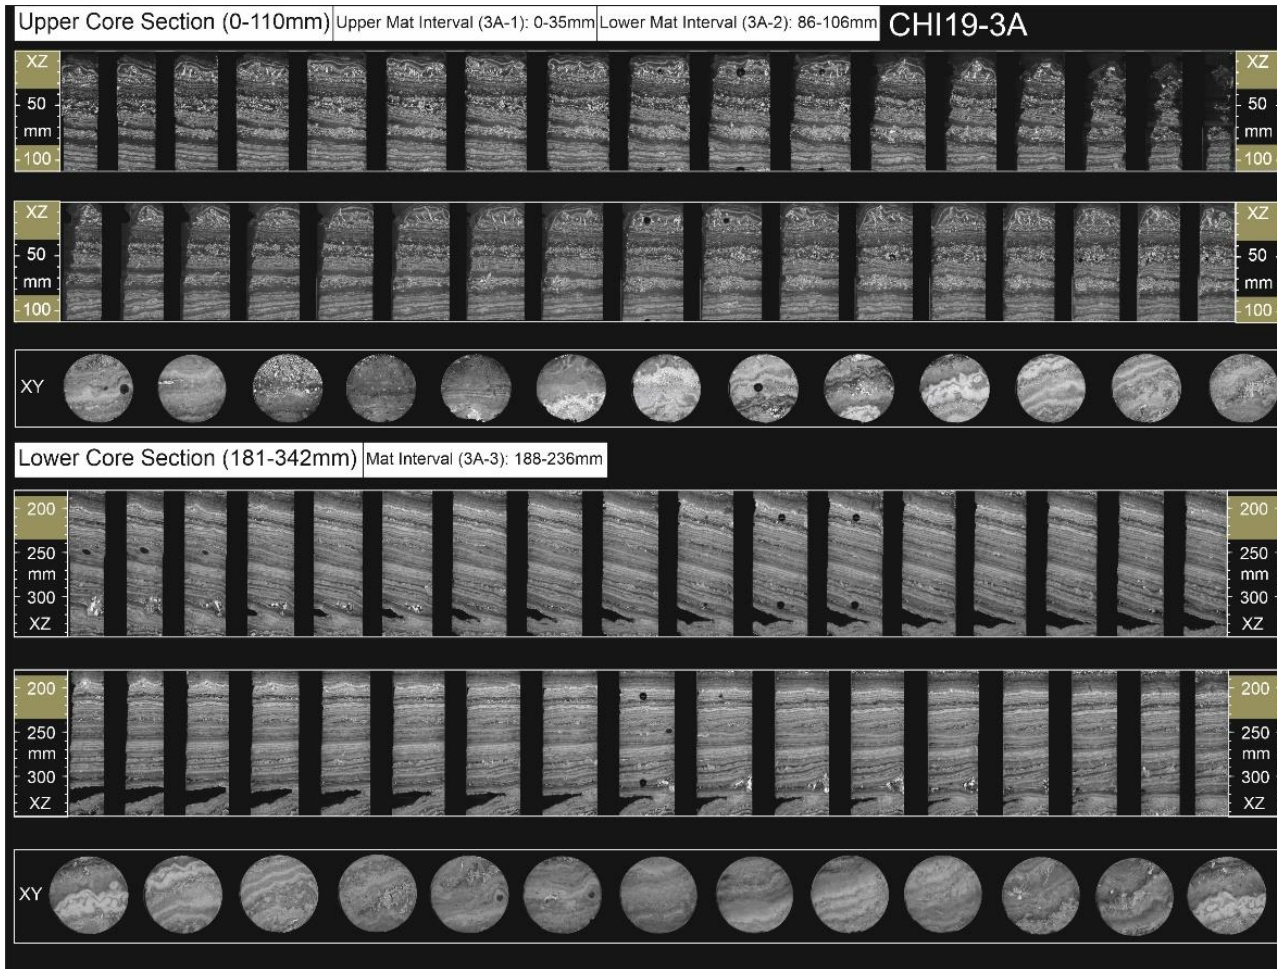 Upper Core Section (0-110mm) Upper Mat Interval (3A-1): 0-35mm Lower Mat Interval (3A-2): 86-106mm CHI19-3A
XZ XZ
50 50
mm mm
100 100
XZ XZ
50 50
mm mm
100 100
XY
Lower Core Section (181-342mm) Mat Interval (3A-3): 188-236mm
200 200
250 250
mm mm
300 300
XZ XZ
200 200
250 250
mm mm
300 300
XZ XZ
XY